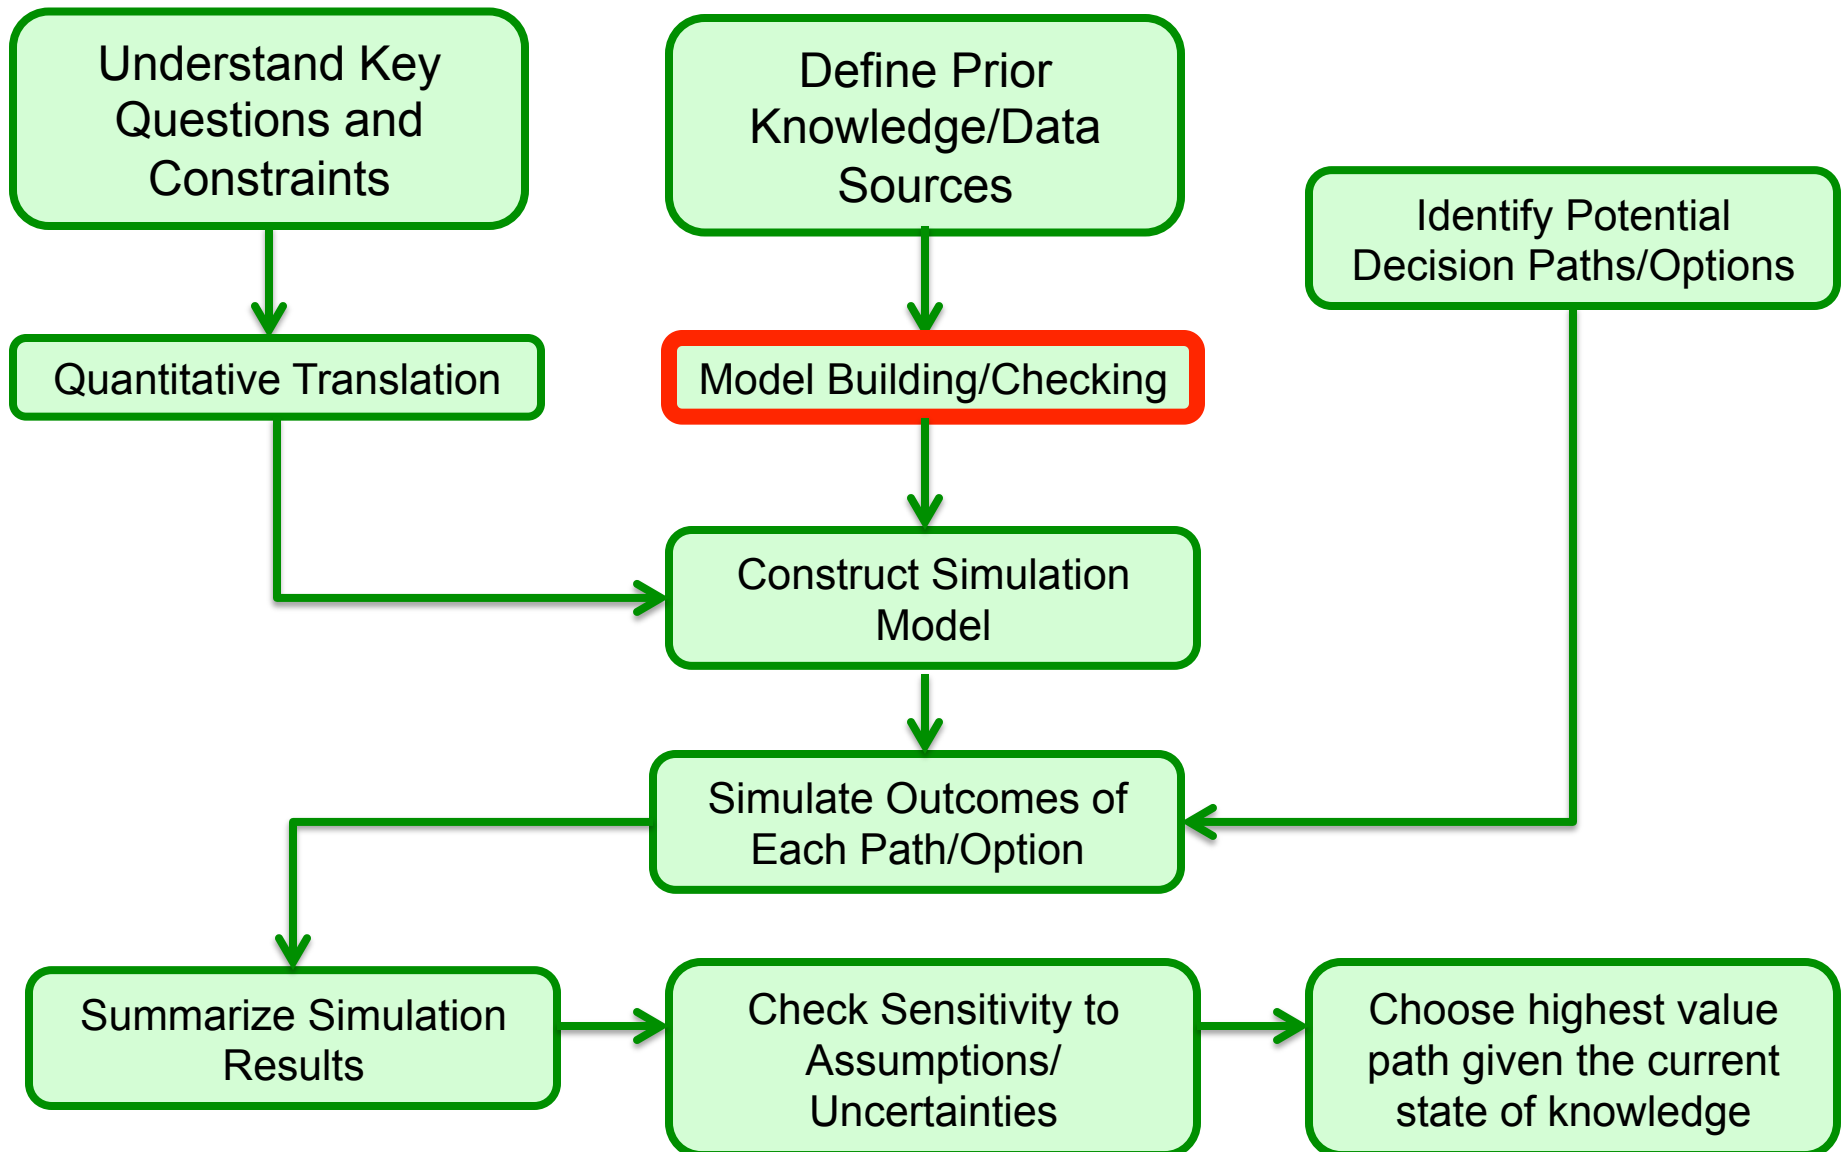 Understand Key
Questions and
Constraints
Define Prior
Knowledge/Data
Sources
Identify Potential
Decision Paths/Options
Quantitative Translation
Model Building/Checking
Construct Simulation
Model
Simulate Outcomes of
Each Path/Option
Summarize Simulation
Results
Check Sensitivity to
Assumptions/
Uncertainties
Choose highest value
path given the current
state of knowledge